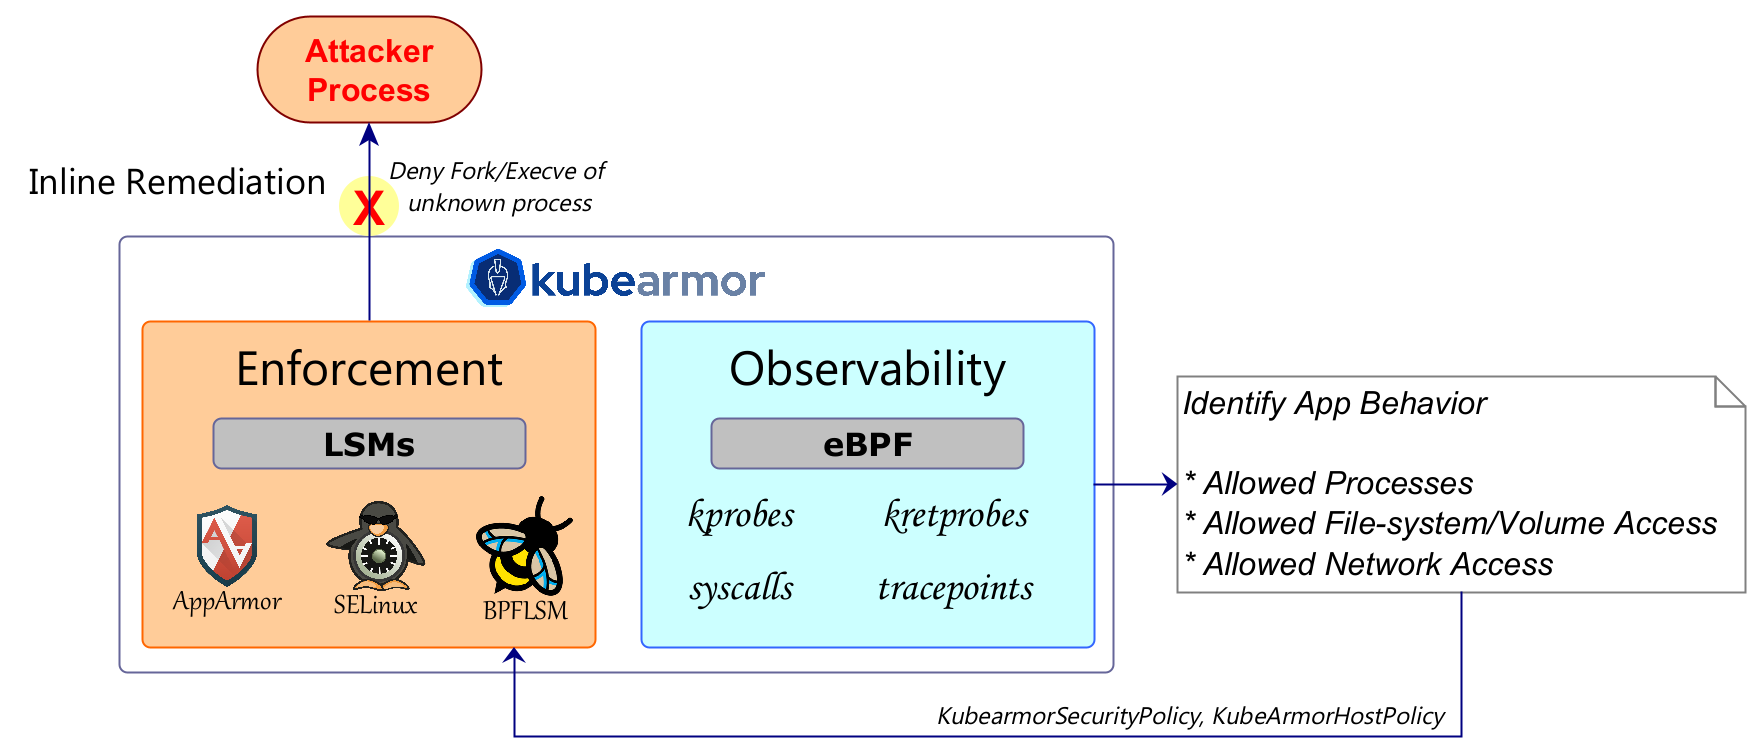 Attacker
Process
Inline Remediation
Deny Fork/Execve of
unknown process
X
kubearmor
Enforcement
LSMs
AppArmor
SELinux
BPFLSM
Observability
eBPF
kprobes
kretprobes
syscalls
tracepoints
Identify App Behavior
* Allowed Processes
* Allowed File-system/Volume Access
* Allowed Network Access
KubearmorSecurityPolicy, KubeArmorHostPolicy